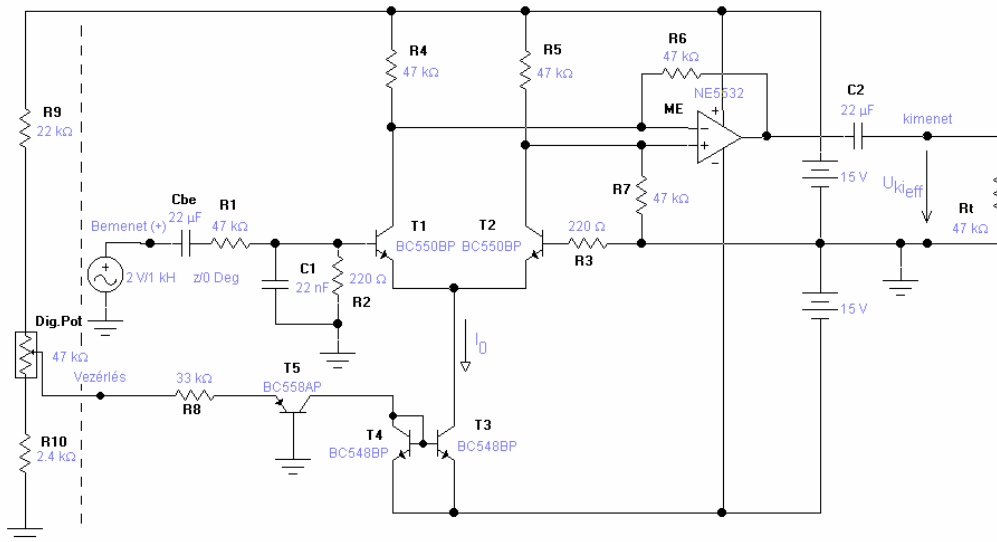 R4
47 kΩ
R5
47 kΩ
R6
47 kΩ
NE5532
ME
+
−
+
−
C2
22 µF
kimenet
R9
22 kΩ
15 V
Ukieff
Rt
47 kΩ
R7
47 kΩ
Cbe
22 µF
R1
47 kΩ
Bemenet (+)
+
2 V/1 kH
z/0 Deg
C1
22 nF
220 Ω
R2
T1
BC550BP
T2
BC550BP
220 Ω
R3
15 V
Dig.Pot
47 kΩ
Vezérlés
33 kΩ
R8
T5
BC558AP
I0
T4
BC548BP
T3
BC548BP
R10
2.4 kΩ